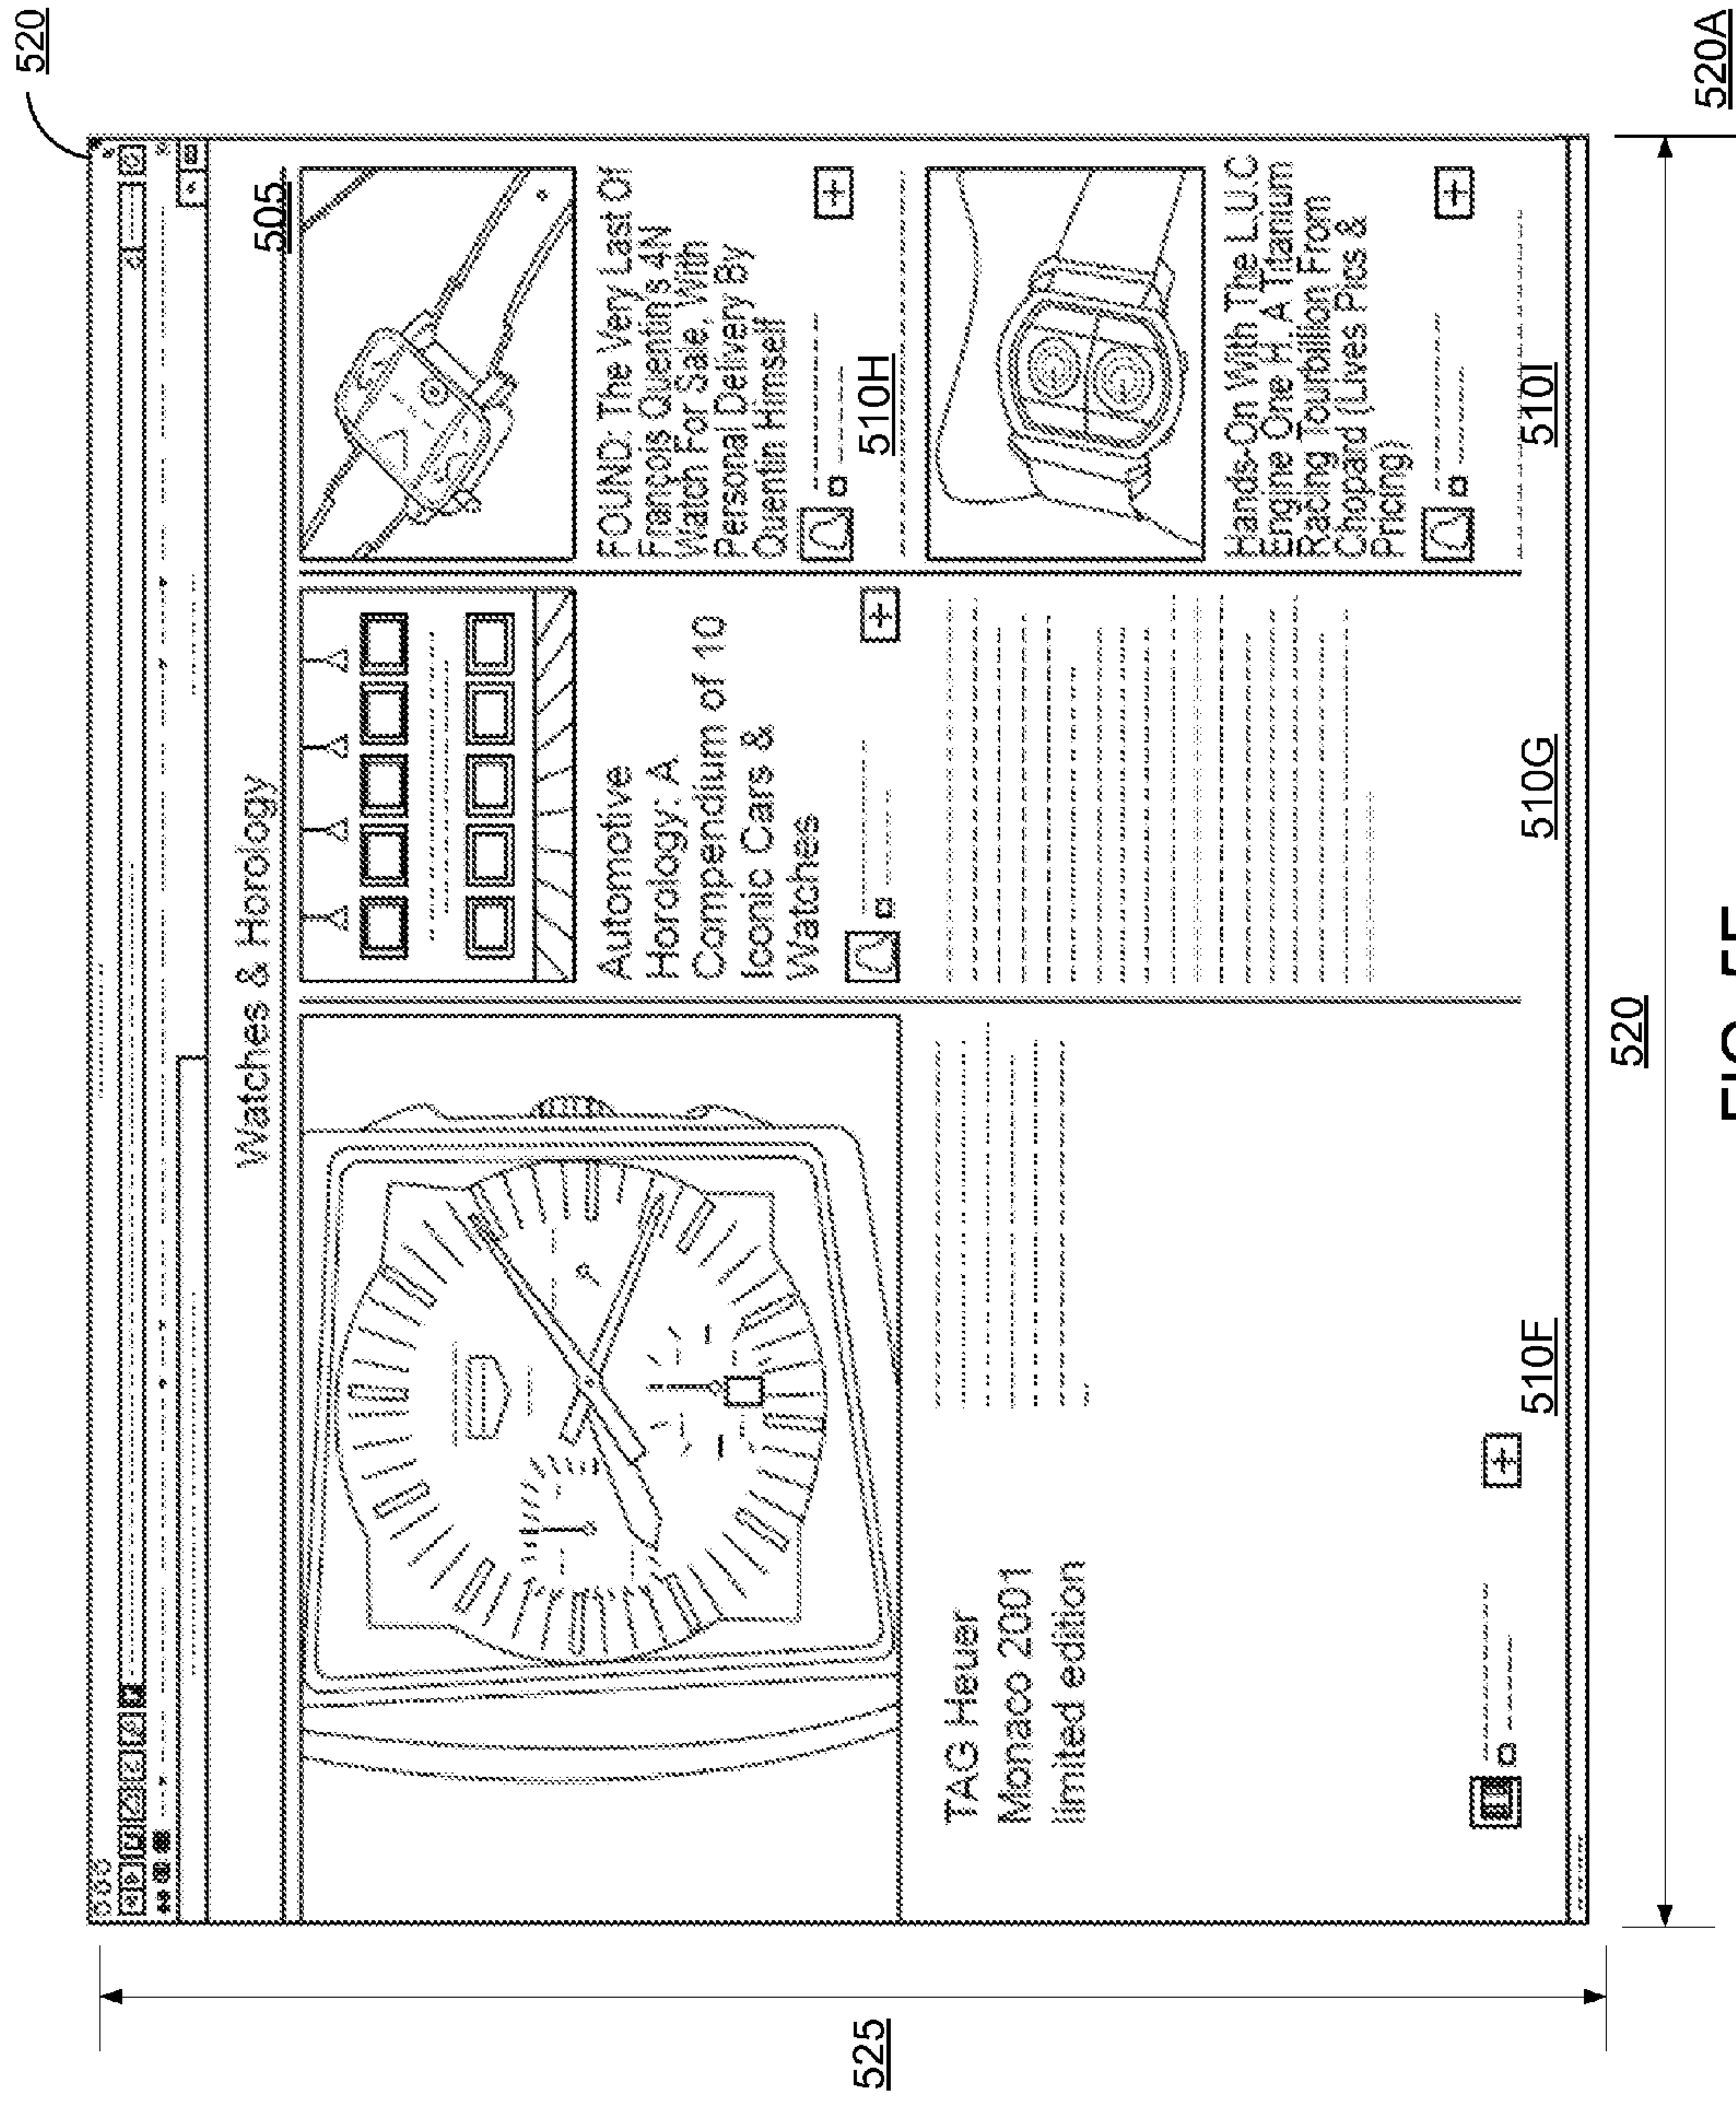 520
Watches & Horology
505
TAG Heuer
Monaco 2001
limited edition
510F
Automotive
Horology: A
Compendium of 10
Iconic Cars &
Watches
510G
FOUND: The Very Last Of
François Quentin's 4N
Watch For Sale, With
Personal Delivery By
Quentin Himself
510H
Hands-On With The L.U.C
Engine One H, A Titanium
Racing Tourbillon From
Chopard (Lives Pics &
Pricing)
510I
525
520
520A